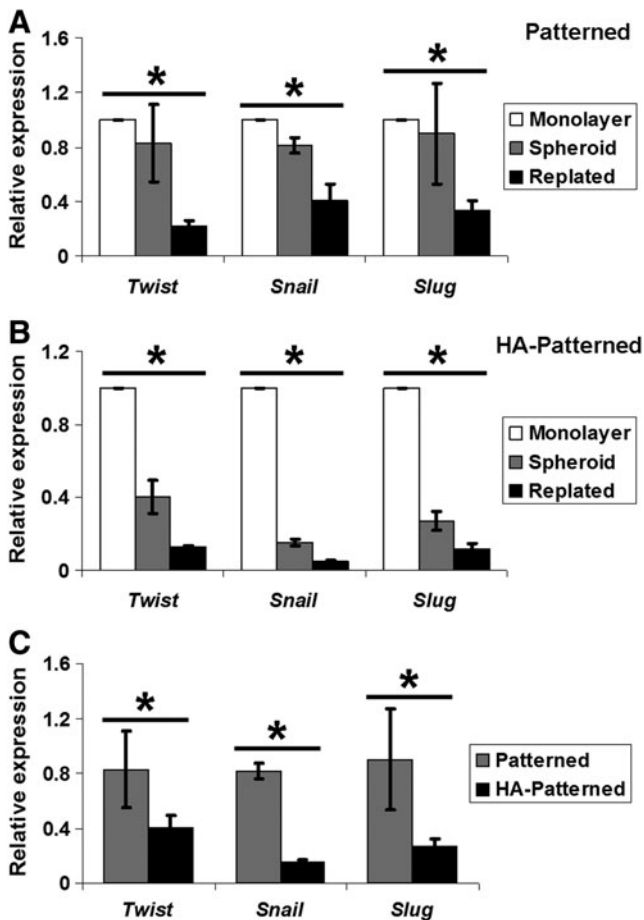 A
Patterned
Relative expression
1.6
1.2
0.8
0.4
0
*
*
*
Monolayer
Spheroid
Replated
Twist
Snail
Slug
B
HA-Patterned
Relative expression
1.2
0.8
0.4
0
*
*
*
Monolayer
Spheroid
Replated
Twist
Snail
Slug
C
Relative expression
1.6
1.2
0.8
0.4
0
*
*
*
Patterned
HA-Patterned
Twist
Snail
Slug